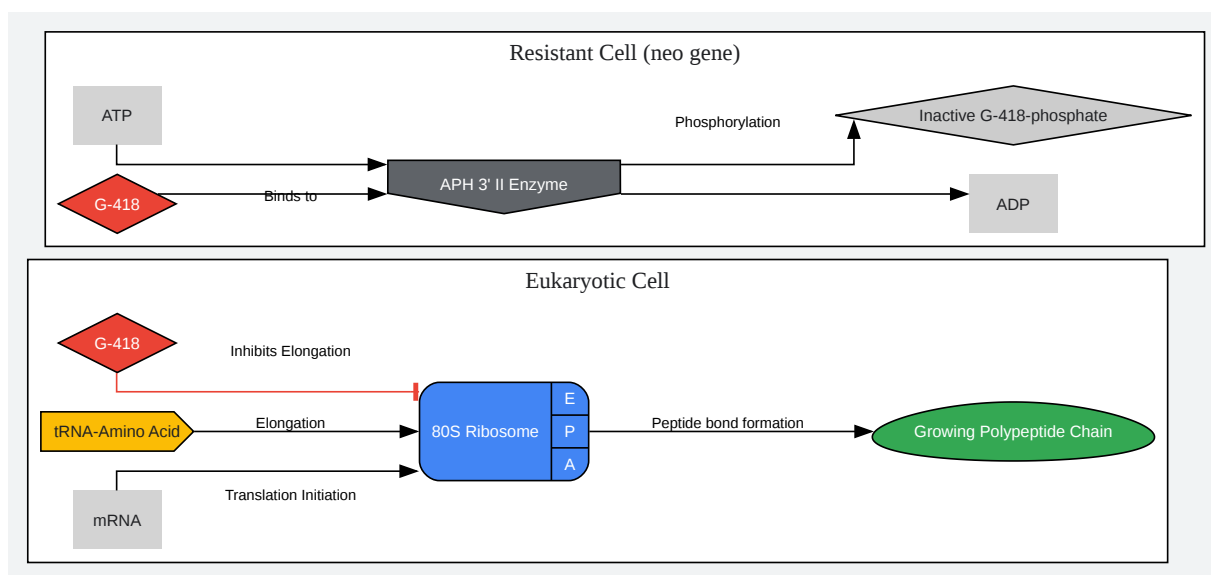 Resistant Cell (neo gene)
ATP
Phosphorylation
Inactive G-418-phosphate
G-418
Binds to
APH 3' II Enzyme
ADP
Eukaryotic Cell
G-418
Inhibits Elongation
tRNA-Amino Acid
Elongation
80S Ribosome
E
P
A
Peptide bond formation
Growing Polypeptide Chain
Translation Initiation
mRNA